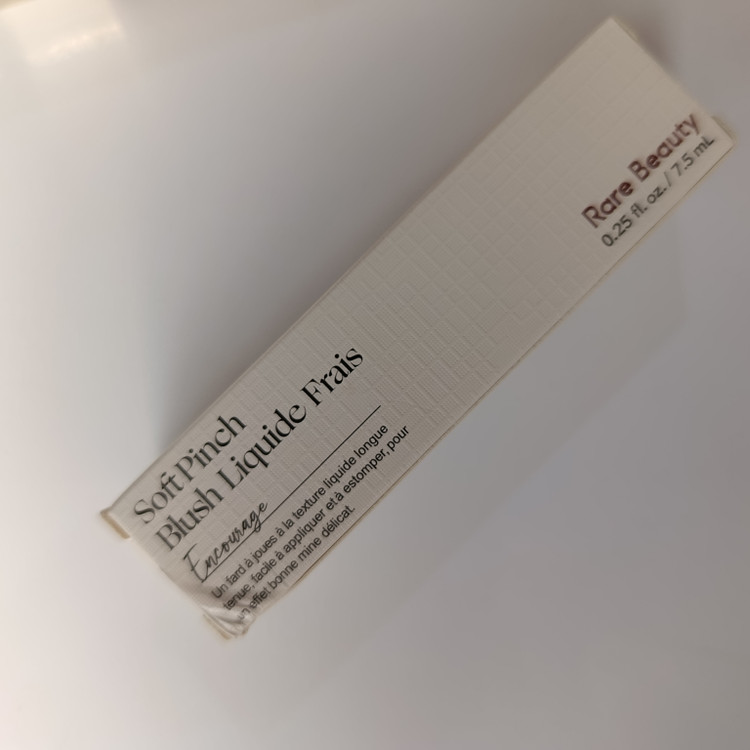 Rare Beauty
0.25 fl. oz. / 7.5 mL
Soft Pinch
Blush Liquide Frais
Encourage
Un fard à joues à la texture liquide longue
tenue, facile à appliquer et à estomper, pour
un effet bonne mine délicat.